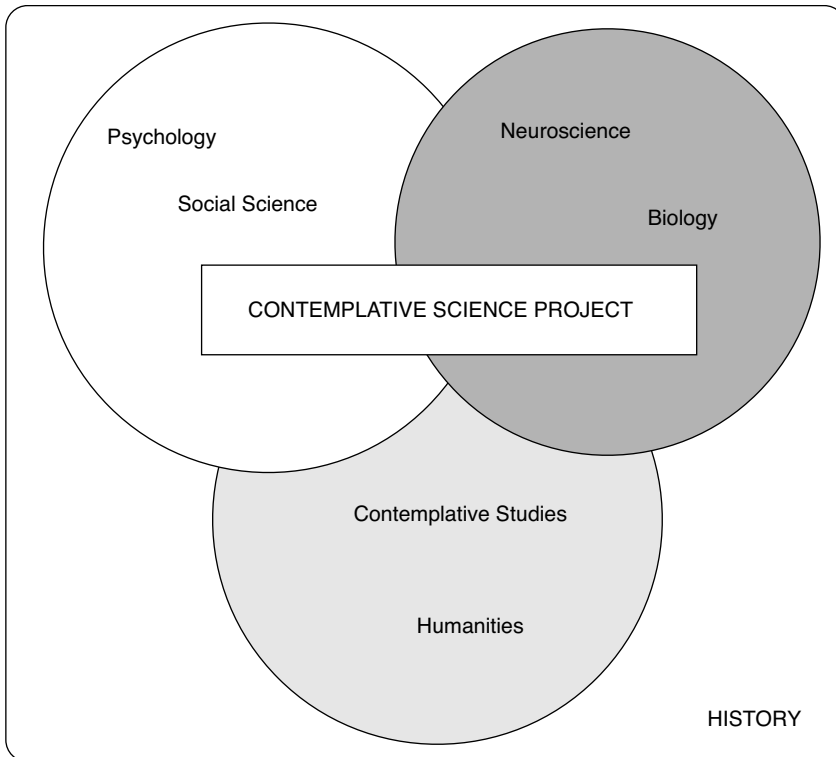 Psychology
Neuroscience
Social Science
Biology
CONTEMPLATIVE SCIENCE PROJECT
Contemplative Studies
Humanities
HISTORY